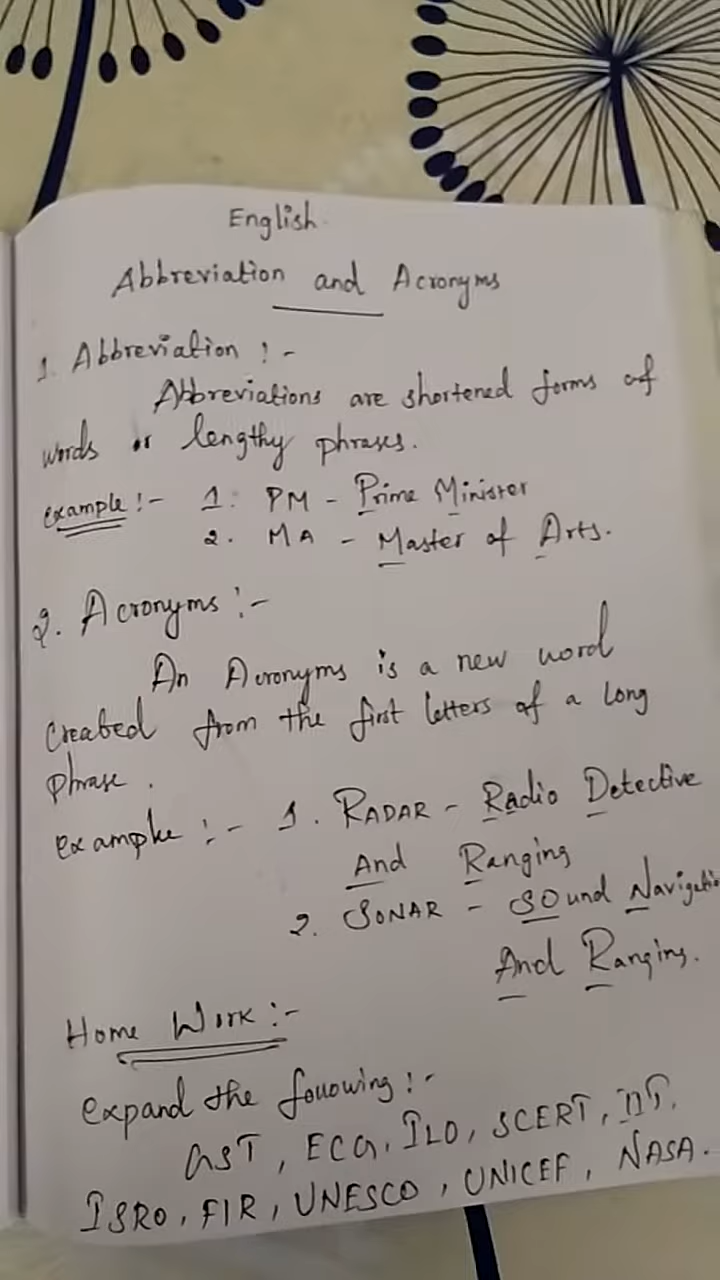 English.
Abbreviation and Acronyms
1. Abbreviation :-
Abbreviations are shortened forms of
words or lengthy phrases.
example :- 1. PM - Prime Minister
2. MA - Master of Arts.
2. Acronyms :-
An Acronyms is a new word
Created from the first letters of a long
phrase.
example :- 1. RADAR - Radio Detective
And Ranging
2. SONAR - SOund Navigatio
And Ranging.
Home Work :-
expand the following :-
GST, ECG, ILO, SCERT,
ISRO, FIR, UNESCO, UNICEF, NASA.